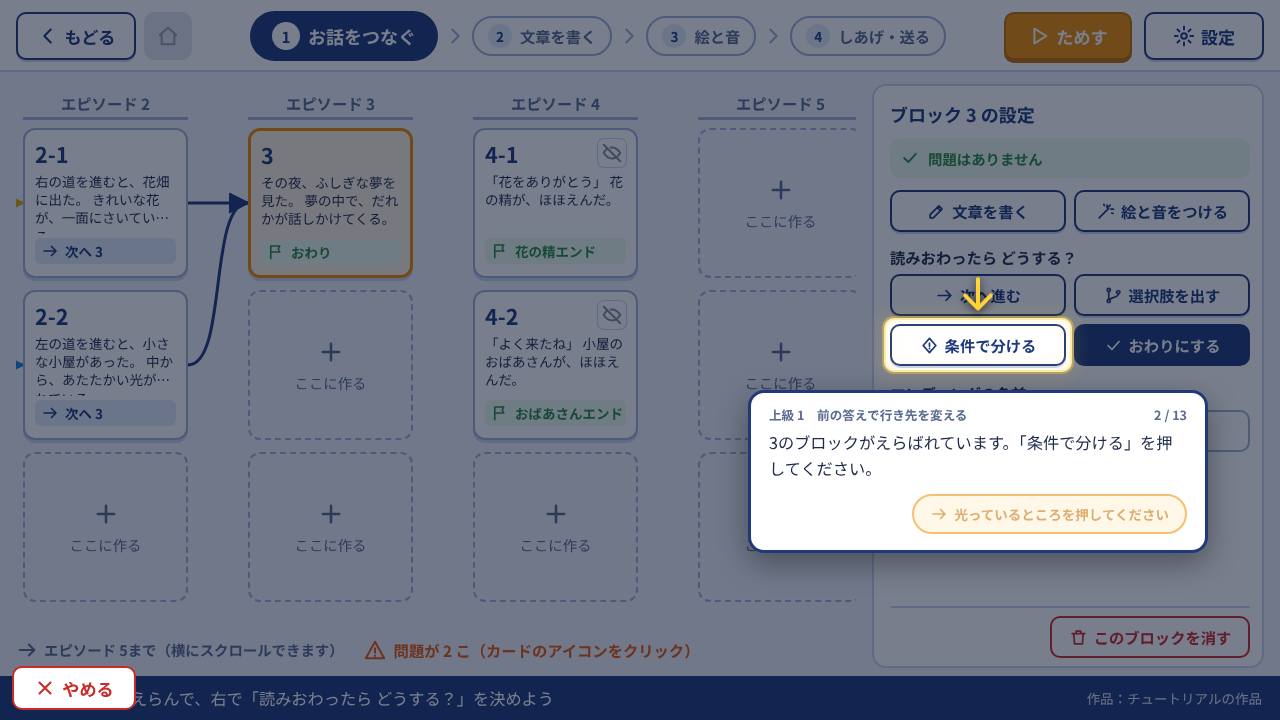 もどる
1 お話をつなぐ
2 文章を書く
3 絵と音
4 しあげ・送る
ためす
設定
エピソード 2
エピソード 3
エピソード 4
エピソード 5
2-1
右の道を進むと、花畑
に出た。 きれいな花
が、一面にさいてい…
次へ 3
3
その夜、ふしぎな夢を
見た。 夢の中で、だれ
かが話しかけてくる。
おわり
4-1
「花をありがとう」 花
の精が、ほほえんだ。
花の精エンド
ここに作る
2-2
左の道を進むと、小さ
な小屋があった。 中か
ら、あたたかい光が…
次へ 3
ここに作る
4-2
「よく来たね」 小屋の
おばあさんが、ほほえ
んだ。
おばあさんエンド
ここに作る
ここに作る
ここに作る
ここに作る
ブロック 3 の設定
問題はありません
文章を書く
絵と音をつける
読みおわったら どうする？
進む
選択肢を出す
条件で分ける
おわりにする
上級 1 前の答えで行き先を変える
2 / 13
3のブロックがえらばれています。「条件で分ける」を押
してください。
光っているところを押してください
このブロックを消す
エピソード 5まで（横にスクロールできます）
問題が 2 こ（カードのアイコンをクリック）
やめる
えらんで、右で「読みおわったら どうする？」を決めよう
作品：チュートリアルの作品